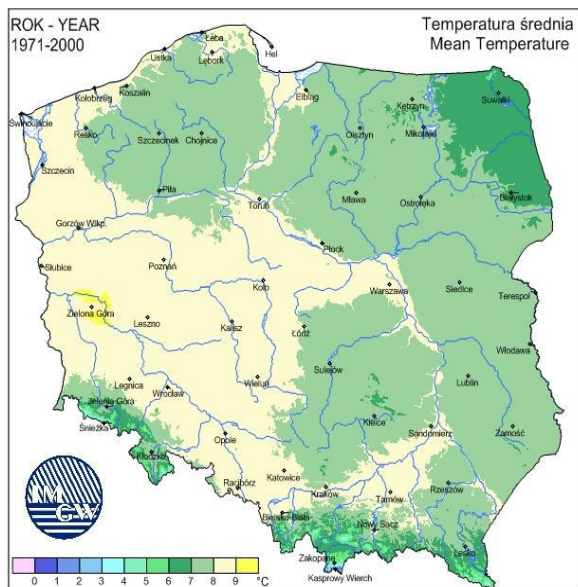 ROK - YEAR
1971-2000
Temperatura średnia
Mean Temperature
Łeba
Hel
Ustka
Lębork
Koszalin
Kołobrzeg
Elbląg
Kętrzyn
Suwałki
Świnoujście
Resko
Szczecinek
Chojnice
Olsztyn
Mikołajki
Szczecin
Piła
Toruń
Mława
Ostrołęka
Białystok
Gorzów Wlkp.
Płock
Słubice
Poznań
Koło
Warszawa
Siedlce
Terespol
Zielona Góra
Leszno
Kalisz
Łódź
Włodawa
Sulejów
Legnica
Wrocław
Wieluń
Lublin
Jelenia Góra
Śnieżka
Kielce
Sandomierz
Zamość
Opole
Kłodzko
Katowice
Racibórz
Kraków
Tarnów
Rzeszów
Bielsko-Biała
Nowy Sącz
Lesko
Zakopane
Kasprowy Wierch
IMGW
0 1 2 3 4 5 6 7 8 9 °C